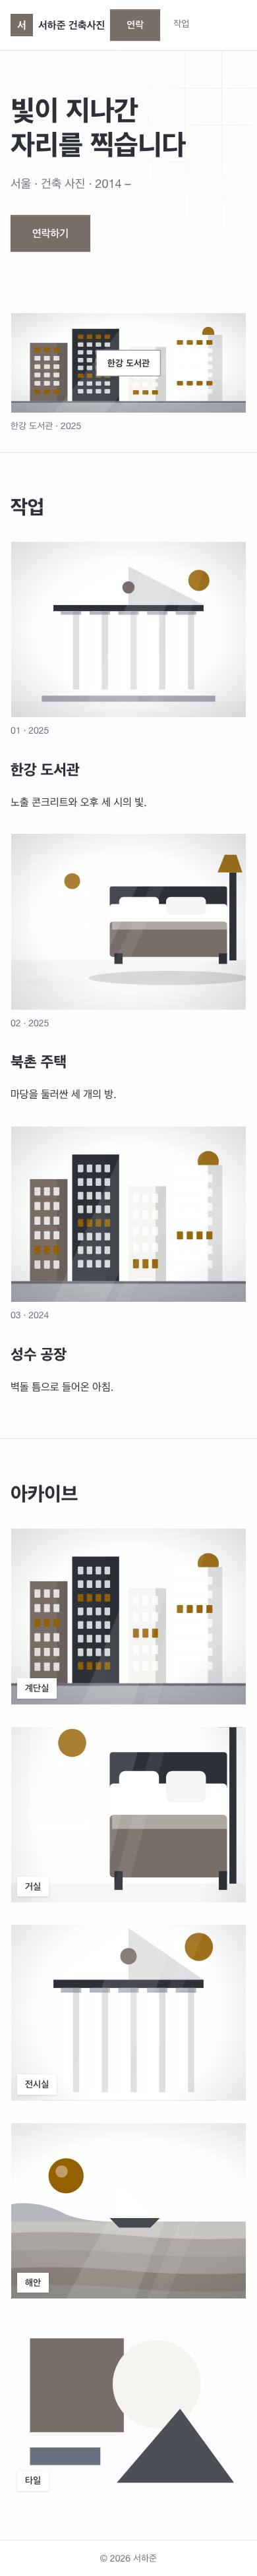 서 서하준 건축사진 연락 작업
빛이 지나간
자리를 찍습니다
서울 · 건축 사진 · 2014 –
연락하기
한강 도서관
한강 도서관 · 2025
작업
01 · 2025
한강 도서관
노출 콘크리트와 오후 세 시의 빛.
02 · 2025
북촌 주택
마당을 둘러싼 세 개의 방.
03 · 2024
성수 공장
벽돌 틈으로 들어온 아침.
아카이브
계단실
거실
전시실
해안
타일
© 2026 서하준